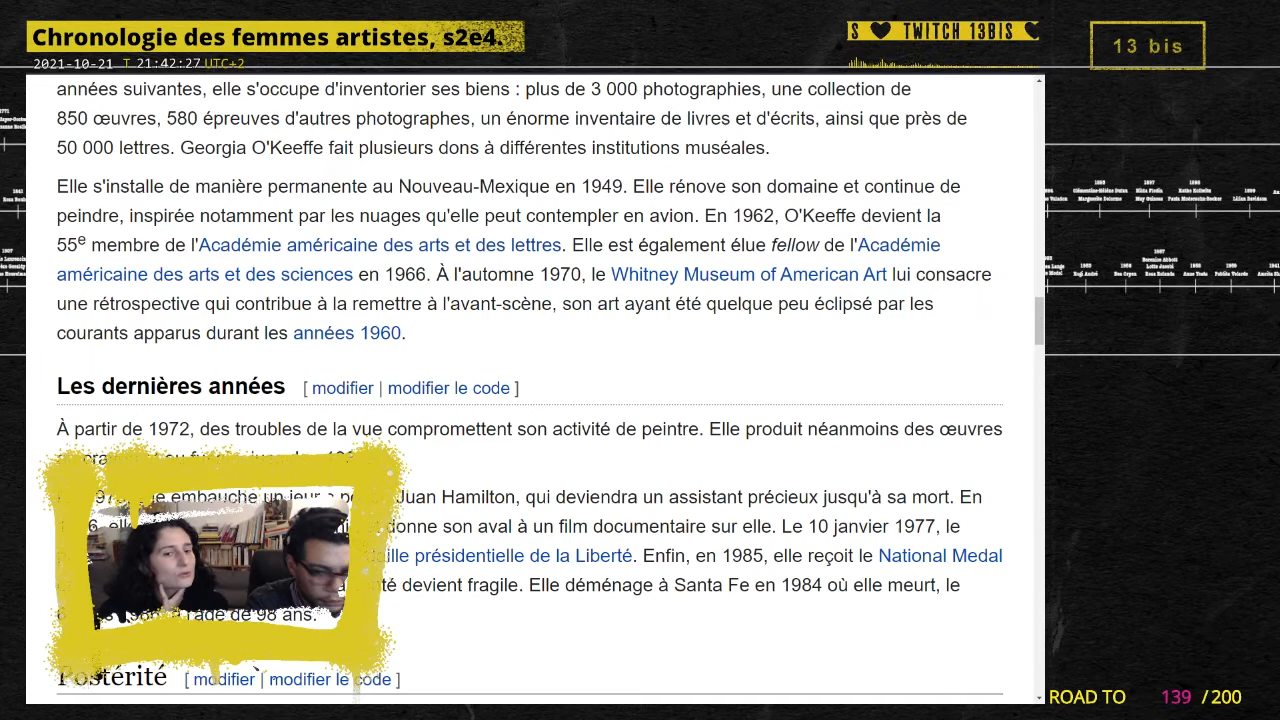 Chronologie des femmes artistes, s2e4.
2021-10-21 T 21:42:27 UTC+2
S ♥ TWITCH 13BIS
13 bis
années suivantes, elle s'occupe d'inventorier ses biens : plus de 3 000 photographies, une collection de
850 œuvres, 580 épreuves d'autres photographes, un énorme inventaire de livres et d'écrits, ainsi que près de
50 000 lettres. Georgia O'Keeffe fait plusieurs dons à différentes institutions muséales.
Elle s'installe de manière permanente au Nouveau-Mexique en 1949. Elle rénove son domaine et continue de
peindre, inspirée notamment par les nuages qu'elle peut contempler en avion. En 1962, O'Keeffe devient la
55e membre de l'Académie américaine des arts et des lettres. Elle est également élue fellow de l'Académie
américaine des arts et des sciences en 1966. À l'automne 1970, le Whitney Museum of American Art lui consacre
une rétrospective qui contribue à la remettre à l'avant-scène, son art ayant été quelque peu éclipsé par les
courants apparus durant les années 1960.
Les dernières années [ modifier | modifier le code ]
À partir de 1972, des troubles de la vue compromettent son activité de peintre. Elle produit néanmoins des œuvres
embauche un Juan Hamilton, qui deviendra un assistant précieux jusqu'à sa mort. En
donne son aval à un film documentaire sur elle. Le 10 janvier 1977, le
présidentielle de la Liberté. Enfin, en 1985, elle reçoit le National Medal
devient fragile. Elle déménage à Santa Fe en 1984 où elle meurt, le
âge de 98 ans.
Postérité [ modifier | modifier le code ]
ROAD TO 139 / 200